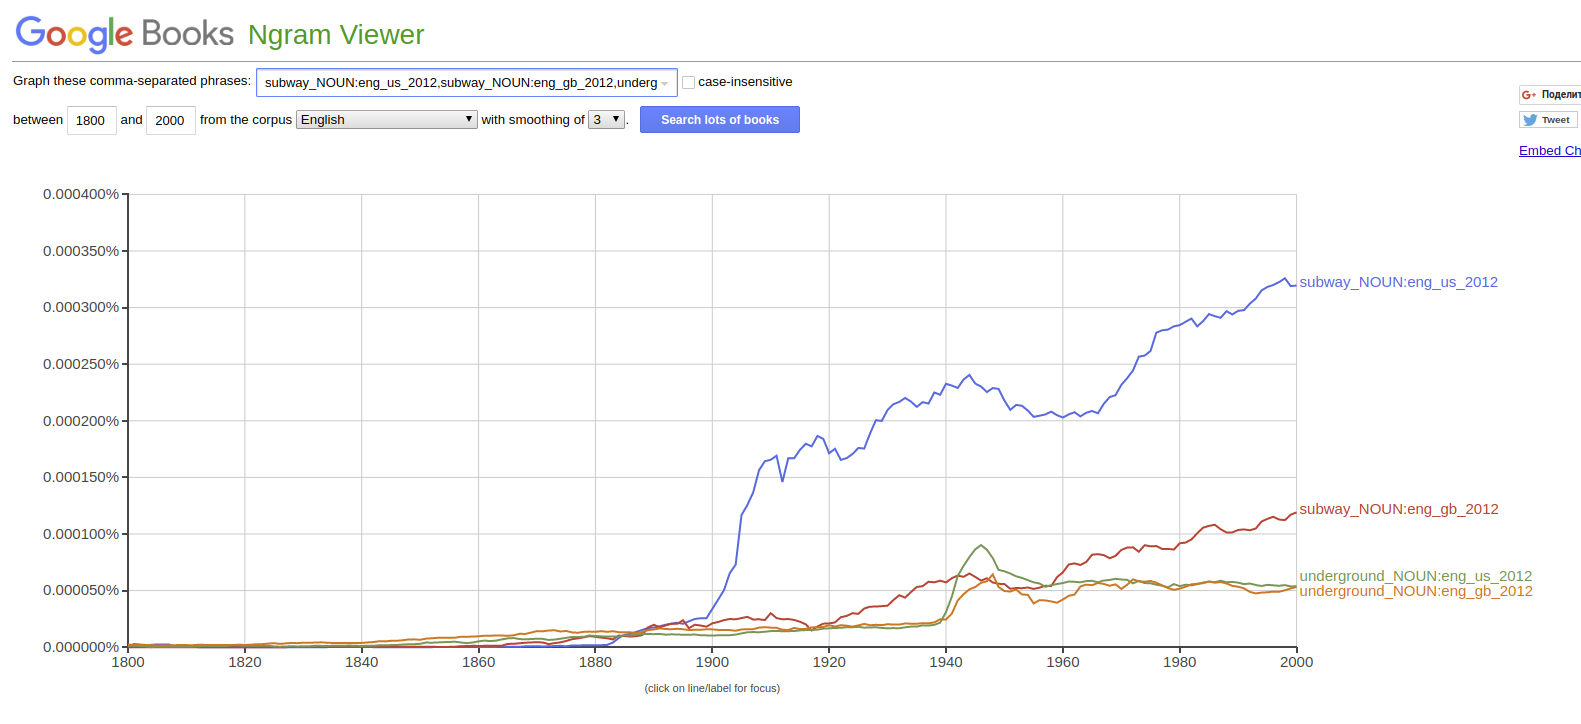 Google Books Ngram Viewer
Graph these comma-separated phrases: subway_NOUN:eng_us_2012,subway_NOUN:eng_gb_2012,underg case-insensitive
between 1800 and 2000 from the corpus English with smoothing of 3 . Search lots of books
G+ Поделит
Tweet
Embed Ch
0.000400%
0.000350%
0.000300%
0.000250%
0.000200%
0.000150%
0.000100%
0.000050%
0.000000%
subway_NOUN:eng_us_2012
subway_NOUN:eng_gb_2012
underground_NOUN:eng_us_2012
underground_NOUN:eng_gb_2012
1800 1820 1840 1860 1880 1900 1920 1940 1960 1980 2000
(click on line/label for focus)